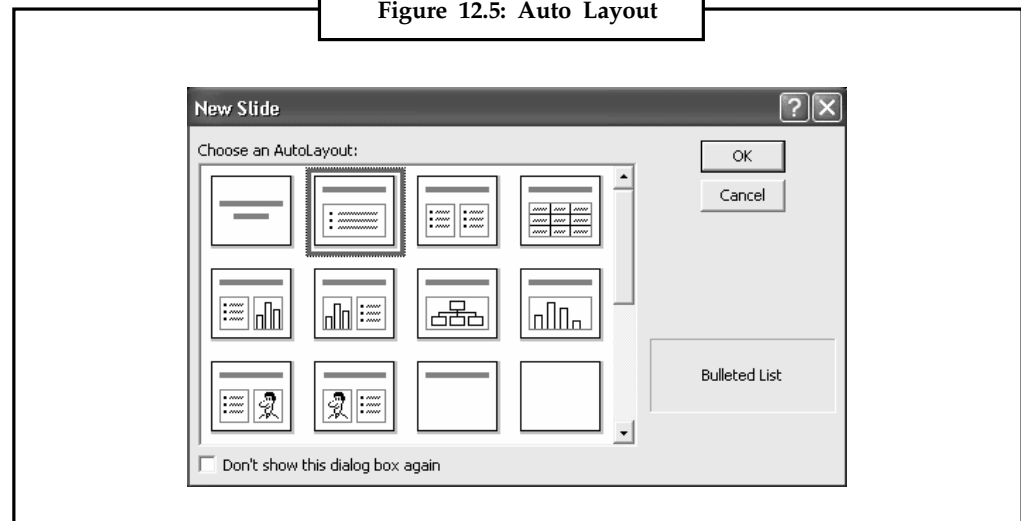 Figure 12.5: Auto Layout
New Slide
Choose an AutoLayout:
OK
Cancel
Bulleted List
Don't show this dialog box again